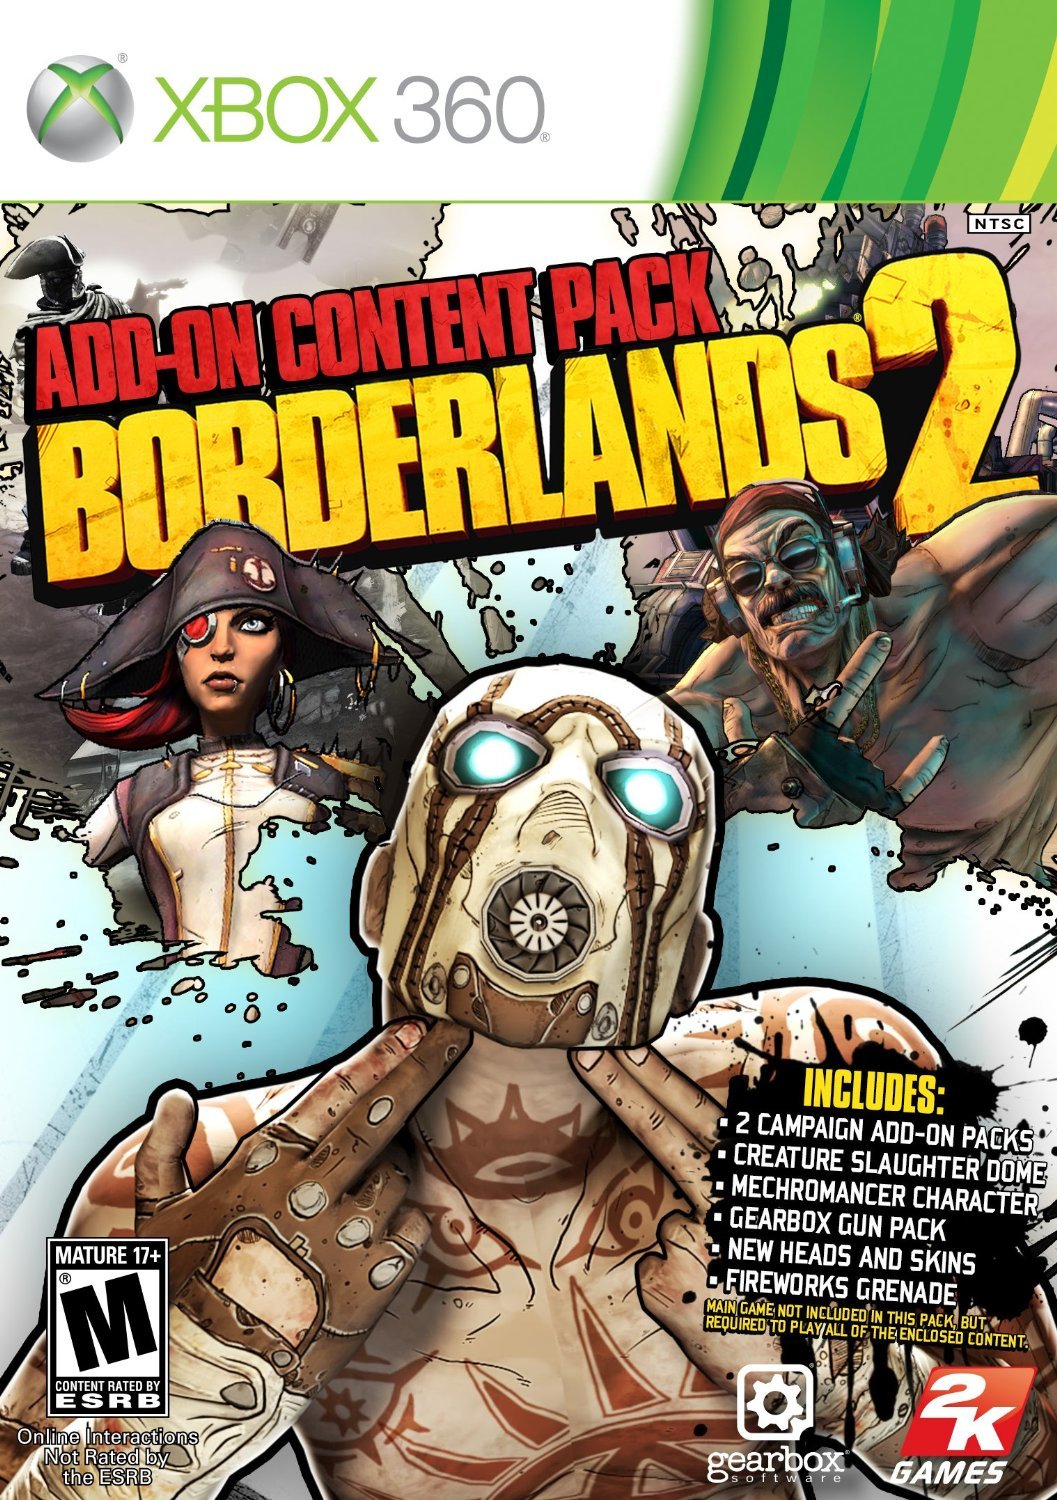 XBOX 360®
NTSC
ADD-ON CONTENT PACK
BORDERLANDS® 2
INCLUDES:
▪ 2 CAMPAIGN ADD-ON PACKS
▪ CREATURE SLAUGHTER DOME
▪ MECHROMANCER CHARACTER
▪ GEARBOX GUN PACK
▪ NEW HEADS AND SKINS
▪ FIREWORKS GRENADE
MAIN GAME NOT INCLUDED IN THIS PACK, BUT
REQUIRED TO PLAY ALL OF THE ENCLOSED CONTENT.
MATURE 17+
M®
CONTENT RATED BY
ESRB
Online Interactions
Not Rated by
the ESRB
gearbox®
software
2K
GAMES